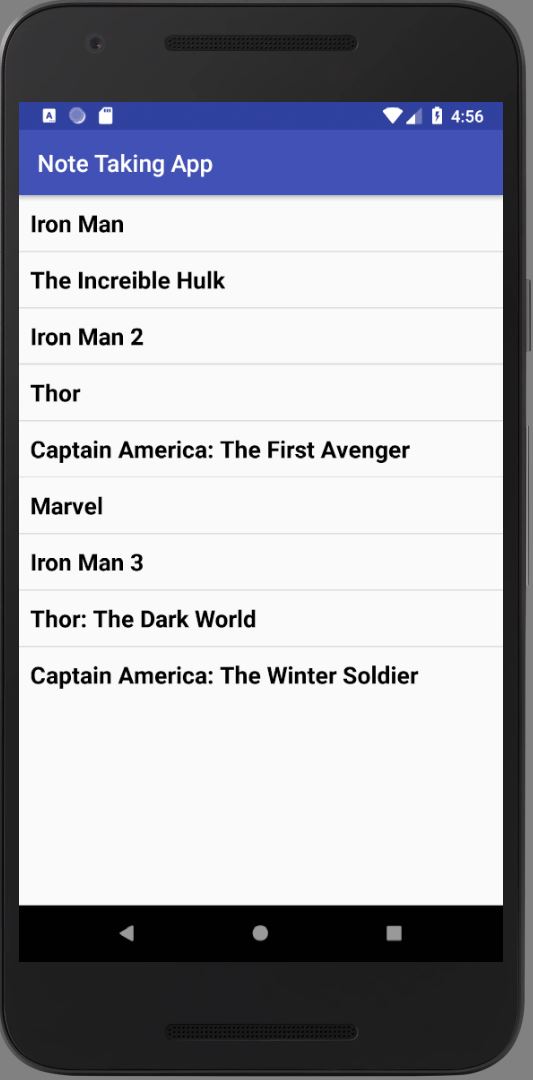 4:56
Note Taking App
Iron Man
The Increible Hulk
Iron Man 2
Thor
Captain America: The First Avenger
Marvel
Iron Man 3
Thor: The Dark World
Captain America: The Winter Soldier